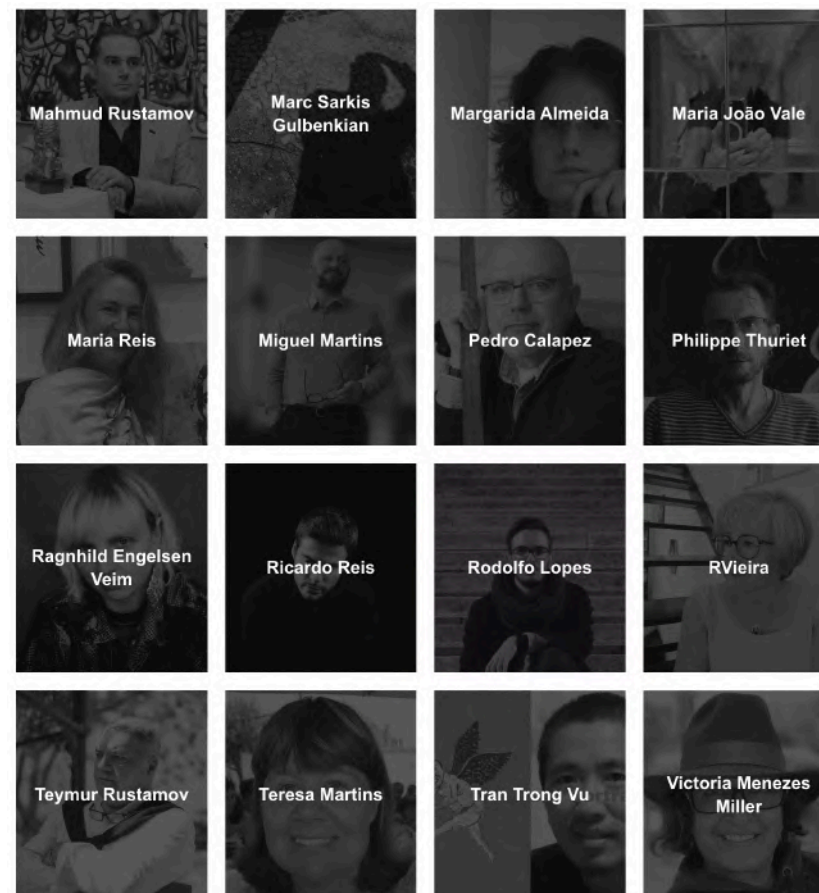 Mahmud Rustamov
Marc Sarkis
Gulbenkian
Margarida Almeida
Maria João Vale
Maria Reis
Miguel Martins
Pedro Calapez
Philippe Thuriet
Ragnhild Engelsen
Veim
Ricardo Reis
Rodolfo Lopes
RVieira
Teymur Rustamov
Teresa Martins
Tran Trong Vu
Victoria Menezes
Miller